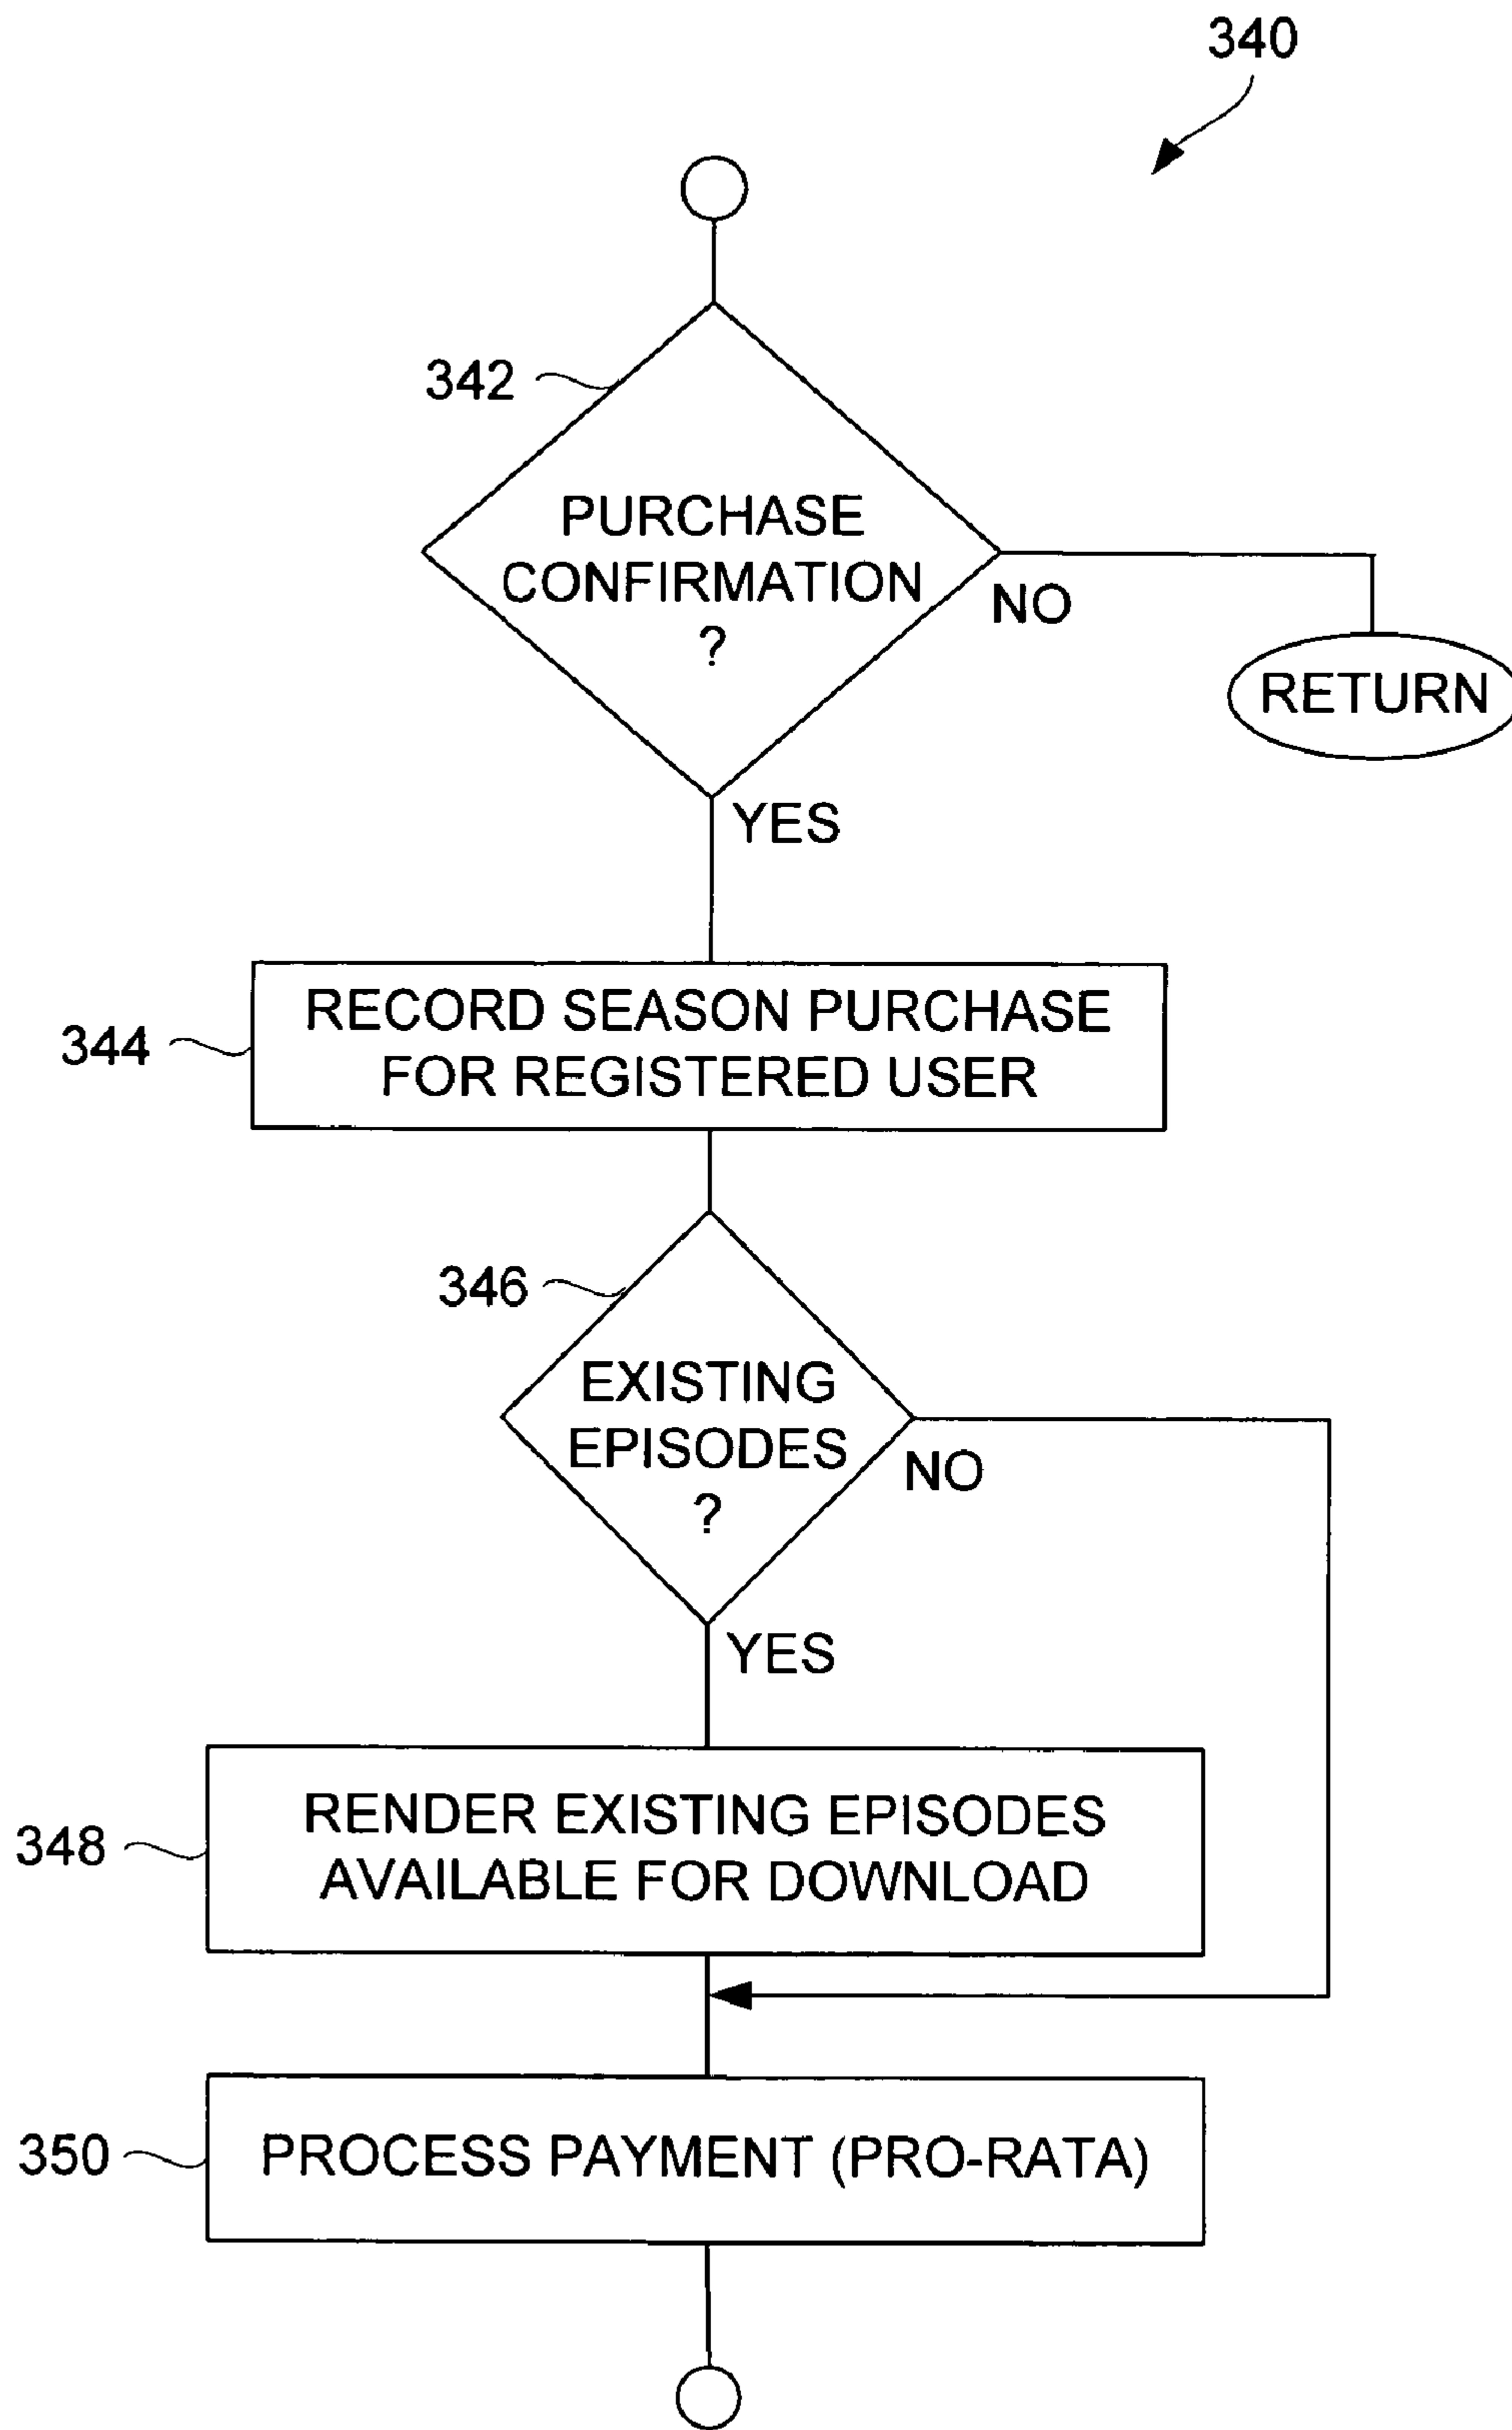 340
342
PURCHASE
CONFIRMATION
?
NO
RETURN
YES
344
RECORD SEASON PURCHASE
FOR REGISTERED USER
346
EXISTING
EPISODES
?
NO
YES
348
RENDER EXISTING EPISODES
AVAILABLE FOR DOWNLOAD
350
PROCESS PAYMENT (PRO-RATA)